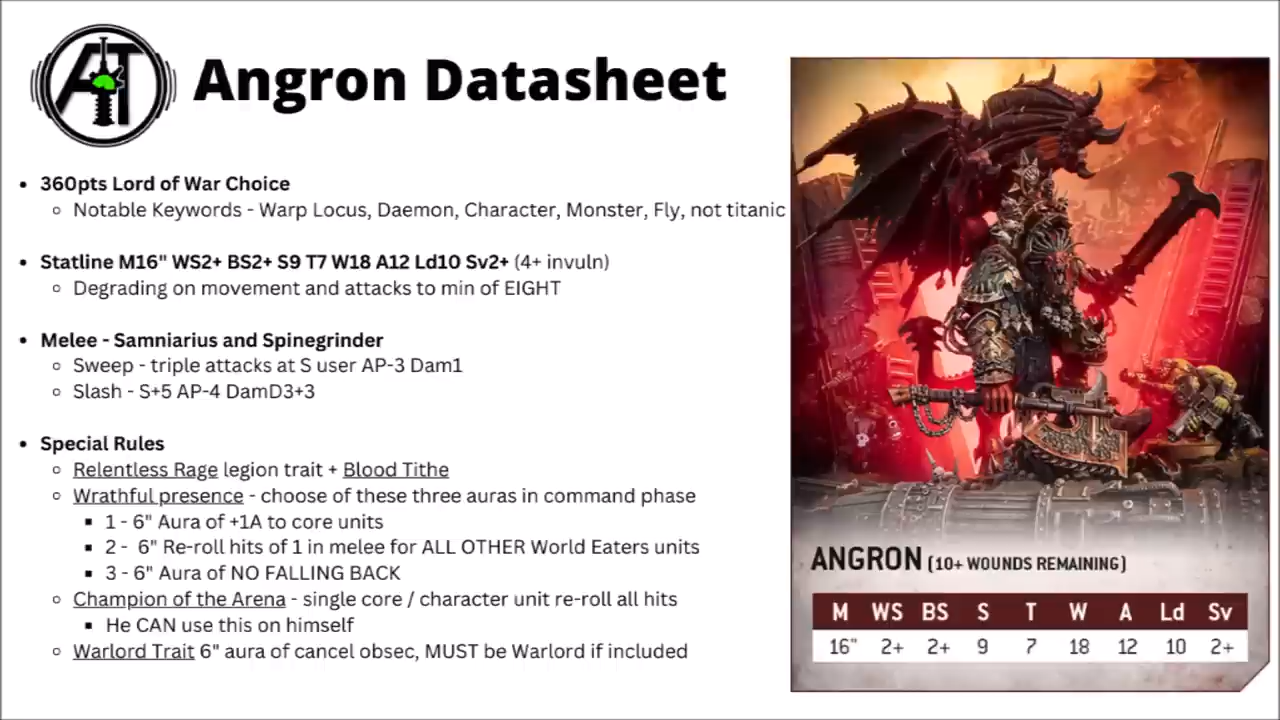 AT
Angron Datasheet
• 360pts Lord of War Choice
◦ Notable Keywords - Warp Locus, Daemon, Character, Monster, Fly, not titanic
• Statline M16" WS2+ BS2+ S9 T7 W18 A12 Ld10 Sv2+ (4+ invuln)
◦ Degrading on movement and attacks to min of EIGHT
• Melee - Samniarius and Spinegrinder
◦ Sweep - triple attacks at S user AP-3 Dam1
◦ Slash - S+5 AP-4 DamD3+3
• Special Rules
◦ Relentless Rage legion trait + Blood Tithe
◦ Wrathful presence - choose of these three auras in command phase
▪ 1 - 6" Aura of +1A to core units
▪ 2 -  6" Re-roll hits of 1 in melee for ALL OTHER World Eaters units
▪ 3 - 6" Aura of NO FALLING BACK
◦ Champion of the Arena - single core / character unit re-roll all hits
▪ He CAN use this on himself
◦ Warlord Trait 6" aura of cancel obsec, MUST be Warlord if included
ANGRON (10+ WOUNDS REMAINING)
M WS BS S T W A Ld Sv
16" 2+ 2+ 9 7 18 12 10 2+